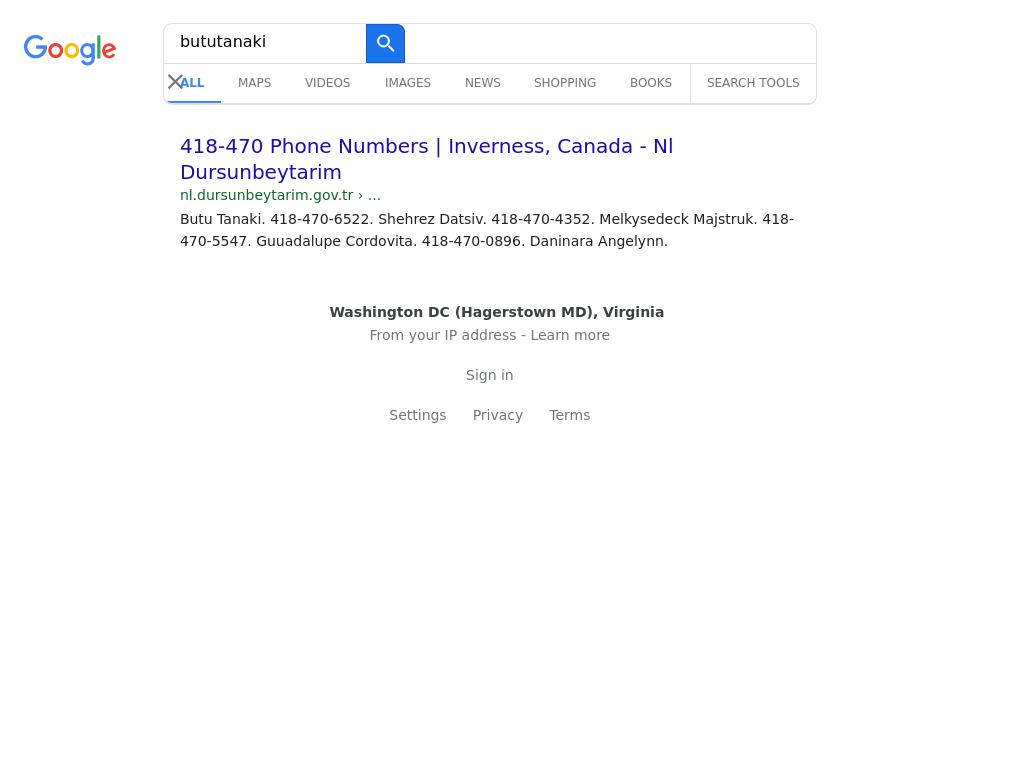 Google
bututanaki
ALL MAPS VIDEOS IMAGES NEWS SHOPPING BOOKS SEARCH TOOLS
418-470 Phone Numbers | Inverness, Canada - Nl
Dursunbeytarim
nl.dursunbeytarim.gov.tr › ...
Butu Tanaki. 418-470-6522. Shehrez Datsiv. 418-470-4352. Melkysedeck Majstruk. 418-
470-5547. Guuadalupe Cordovita. 418-470-0896. Daninara Angelynn.
Washington DC (Hagerstown MD), Virginia
From your IP address - Learn more
Sign in
Settings Privacy Terms